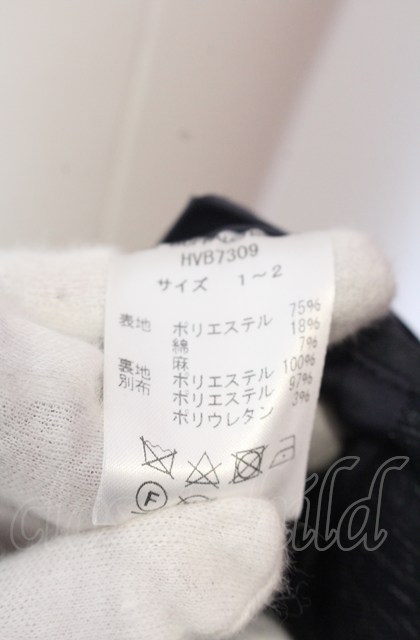 HVB7309
サイズ 1～2
表地 ポリエステル 75%
綿 18%
麻 7%
裏地 ポリエステル 100%
別布 ポリエステル 97%
ポリウレタン 3%
F